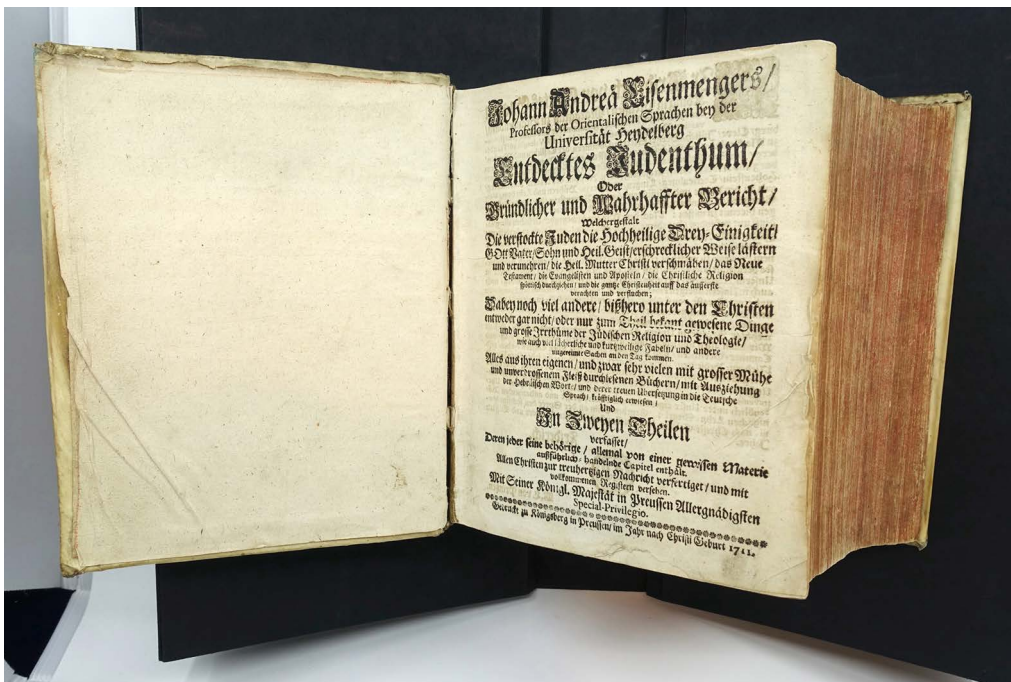 Johann Andreä Eisenmengers/
Professors der Orientalischen Sprachen bey der
Universität Heydelberg
Entdecktes Judenthum/
Oder
Gründlicher und Wahrhaffter Bericht/
Welchergestalt
Die verstockte Juden die Hochheilige Drey-Einigkeit/
GOtt Vater/Sohn und Heil. Geist/erschrecklicher Weise lästern
und verunehren/ die Heil. Mutter Christi verschmähen/ das Neue
Testament/ die Evangelisten und Aposteln/ die Christliche Religion
spöttisch durchziehen/ und die gantze Christenheit auff das äusserste
verachten und verfluchen;
Dabey noch viel andere/ bißhero unter den Christen
entweder gar nicht/ oder nur zum Theil bekant gewesene Dinge
und grosse Irrthüme der Jüdischen Religion und Theologie/
wie auch viel lächerliche und kurtzweilige Fabeln/ und andere
ungereimte Sachen an den Tag kommen.
Alles aus ihren eigenen/ und zwar sehr vielen mit grosser Mühe
und unverdrossenem Fleiß durchlesenen Büchern/ mit Ausziehung
der Hebräischen Worte/ und derer treuen Übersetzung in die Teutsche
Sprach/ kräfftiglich erwiesen/
Und
In Zweyen Theilen
verfasset/
Deren jeder seine behörige/ allemal von einer gewissen Materie
außführlich-handelnde Capitel enthält.
Allen Christen zur treuhertzigen Nachricht verfertiget/ und mit
vollkommenen Registern versehen.
Mit Seiner Königl. Majestät in Preussen Allergnädigsten
Special-Privilegio.
Gedruckt zu Königsberg in Preussen/ im Jahr nach Christi Geburt 1711.